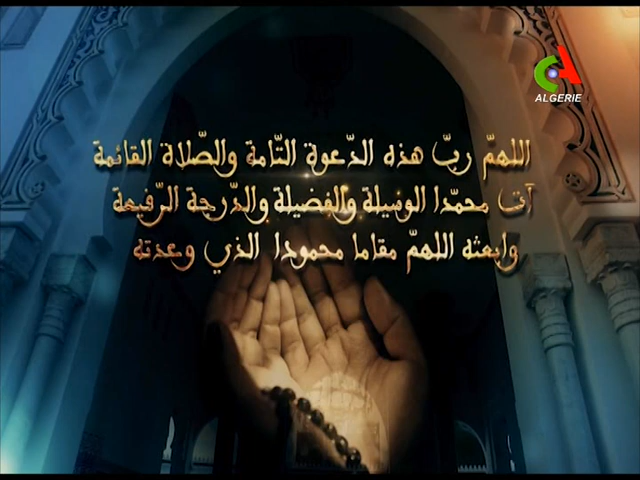 ALGERIE
اللهمّ ربّ هذه الدّعوة التّامة والصّلاة القائمة
آت محمّدا الوسيلة والفضيلة والدّرجة الرّفيعة
وابعثه اللهمّ مقاما محمودا الذي وعدته